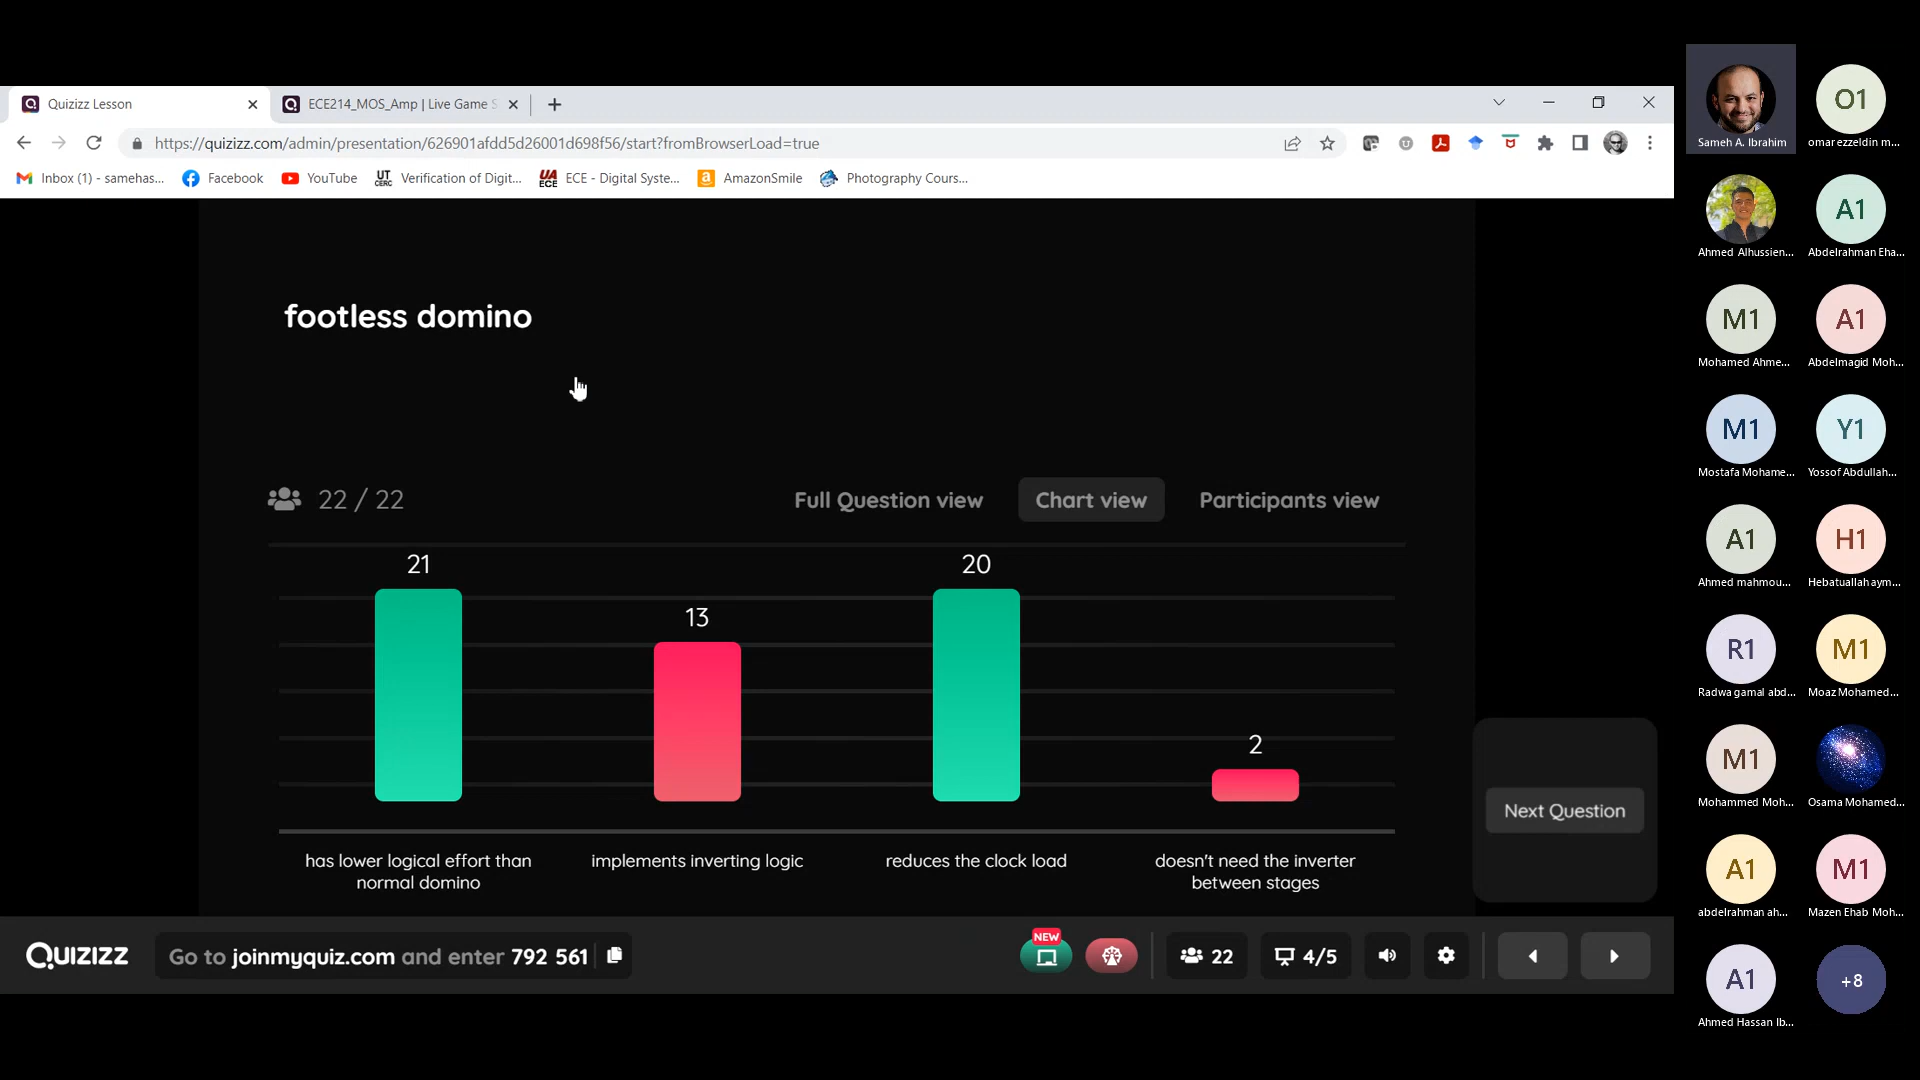 Quizizz Lesson
ECE214_MOS_Amp | Live Game S
https://quizizz.com/admin/presentation/626901afdd5d26001d698f56/start?fromBrowserLoad=true
Inbox (1) - samehas...
Facebook
YouTube
UT CERC Verification of Digit...
UA ECE ECE - Digital Syste...
AmazonSmile
Photography Cours...
footless domino
22 / 22
Full Question view
Chart view
Participants view
21
13
20
2
has lower logical effort than
normal domino
implements inverting logic
reduces the clock load
doesn't need the inverter
between stages
Next Question
QUIZIZZ
Go to joinmyquiz.com and enter 792 561
NEW
22
4/5
Sameh A. Ibrahim
O1
omar ezzeldin m...
Ahmed Alhussien...
A1
Abdelrahman Eha...
M1
Mohamed Ahme...
A1
Abdelmagid Moh...
M1
Mostafa Mohame...
Y1
Yossof Abdullah...
A1
Ahmed mahmou...
H1
Hebatuallah aym...
R1
Radwa gamal abd...
M1
Moaz Mohamed...
M1
Mohammed Moh...
Osama Mohamed...
A1
abdelrahman ah...
M1
Mazen Ehab Moh...
A1
Ahmed Hassan Ib...
+8